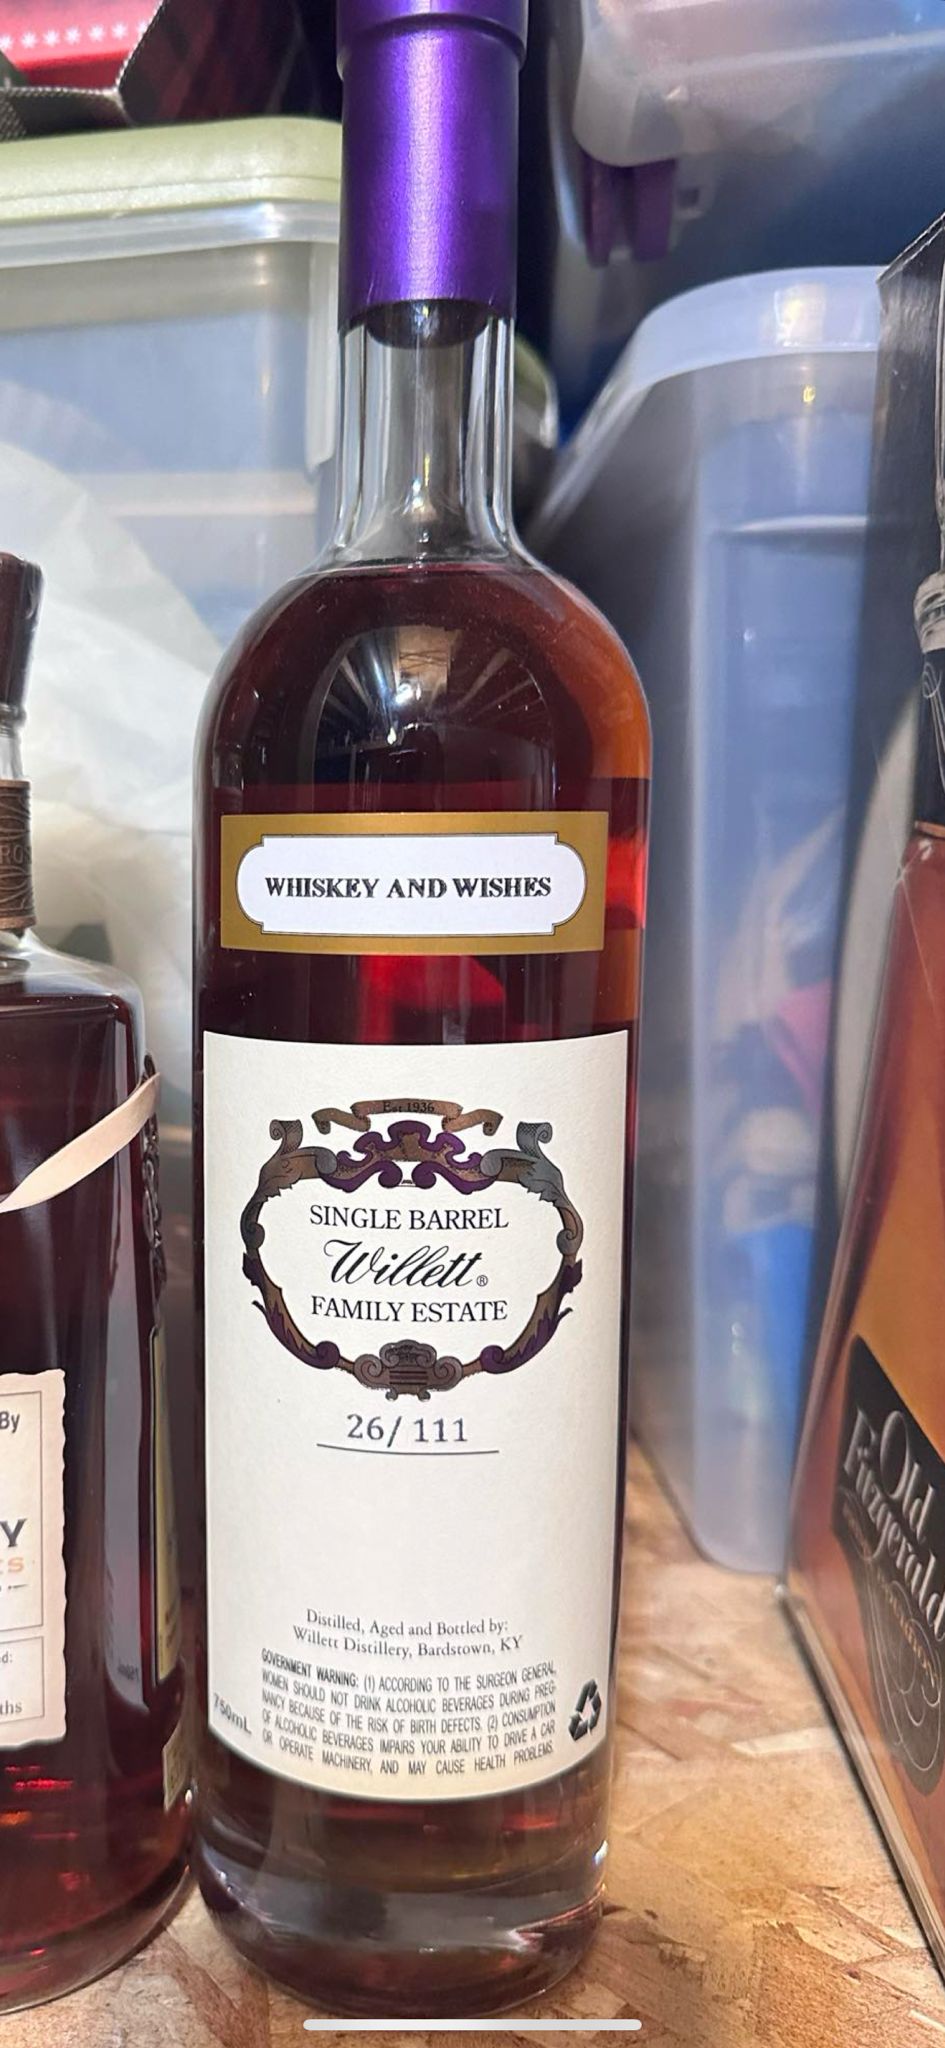 WHISKEY AND WISHES
Est 1936
SINGLE BARREL
Willett®
FAMILY ESTATE
26/ 111
Distilled, Aged and Bottled by:
Willett Distillery, Bardstown, KY
GOVERNMENT WARNING: (1) ACCORDING TO THE SURGEON GENERAL,
WOMEN SHOULD NOT DRINK ALCOHOLIC BEVERAGES DURING PREG-
NANCY BECAUSE OF THE RISK OF BIRTH DEFECTS. (2) CONSUMPTION
OF ALCOHOLIC BEVERAGES IMPAIRS YOUR ABILITY TO DRIVE A CAR
OR OPERATE MACHINERY, AND MAY CAUSE HEALTH PROBLEMS.
750mL
By
Y
d:
ths
Old
Fitzgerald